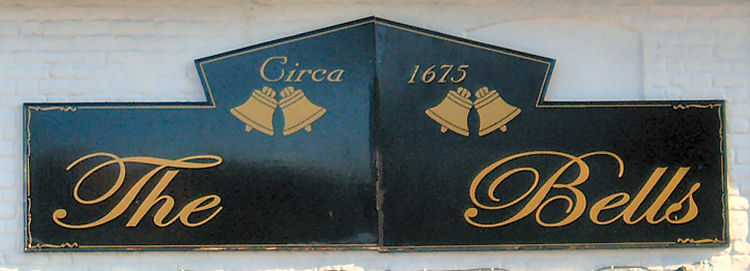 Circa 1675
The Bells